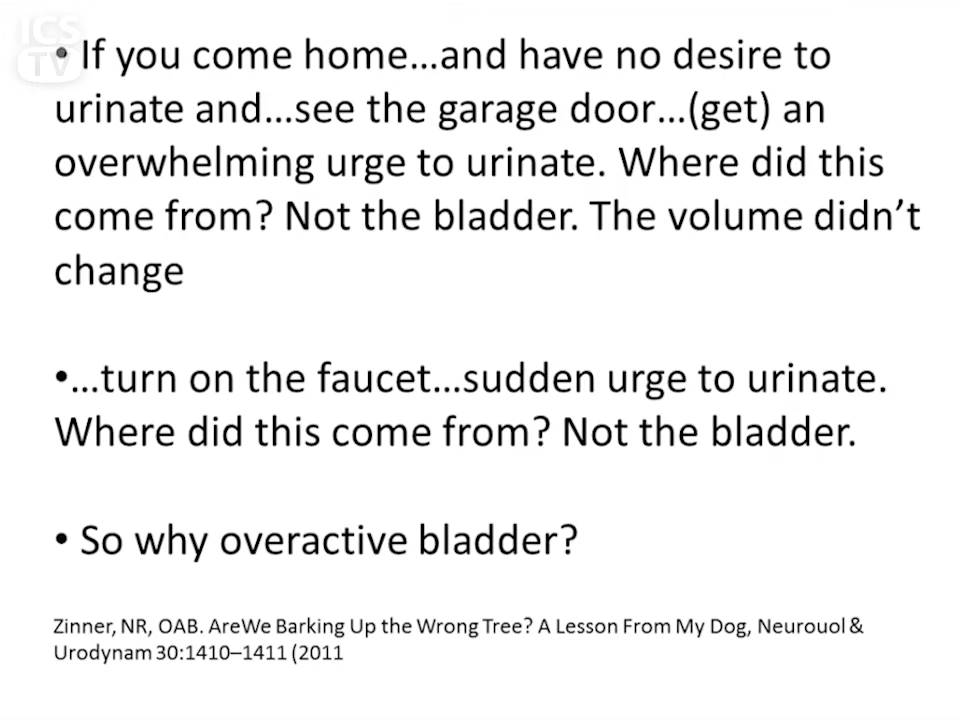 ICS
TV
• If you come home…and have no desire to
urinate and…see the garage door…(get) an
overwhelming urge to urinate. Where did this
come from? Not the bladder. The volume didn’t
change
•…turn on the faucet…sudden urge to urinate.
Where did this come from? Not the bladder.
• So why overactive bladder?
Zinner, NR, OAB. AreWe Barking Up the Wrong Tree? A Lesson From My Dog, Neurouol &
Urodynam 30:1410–1411 (2011